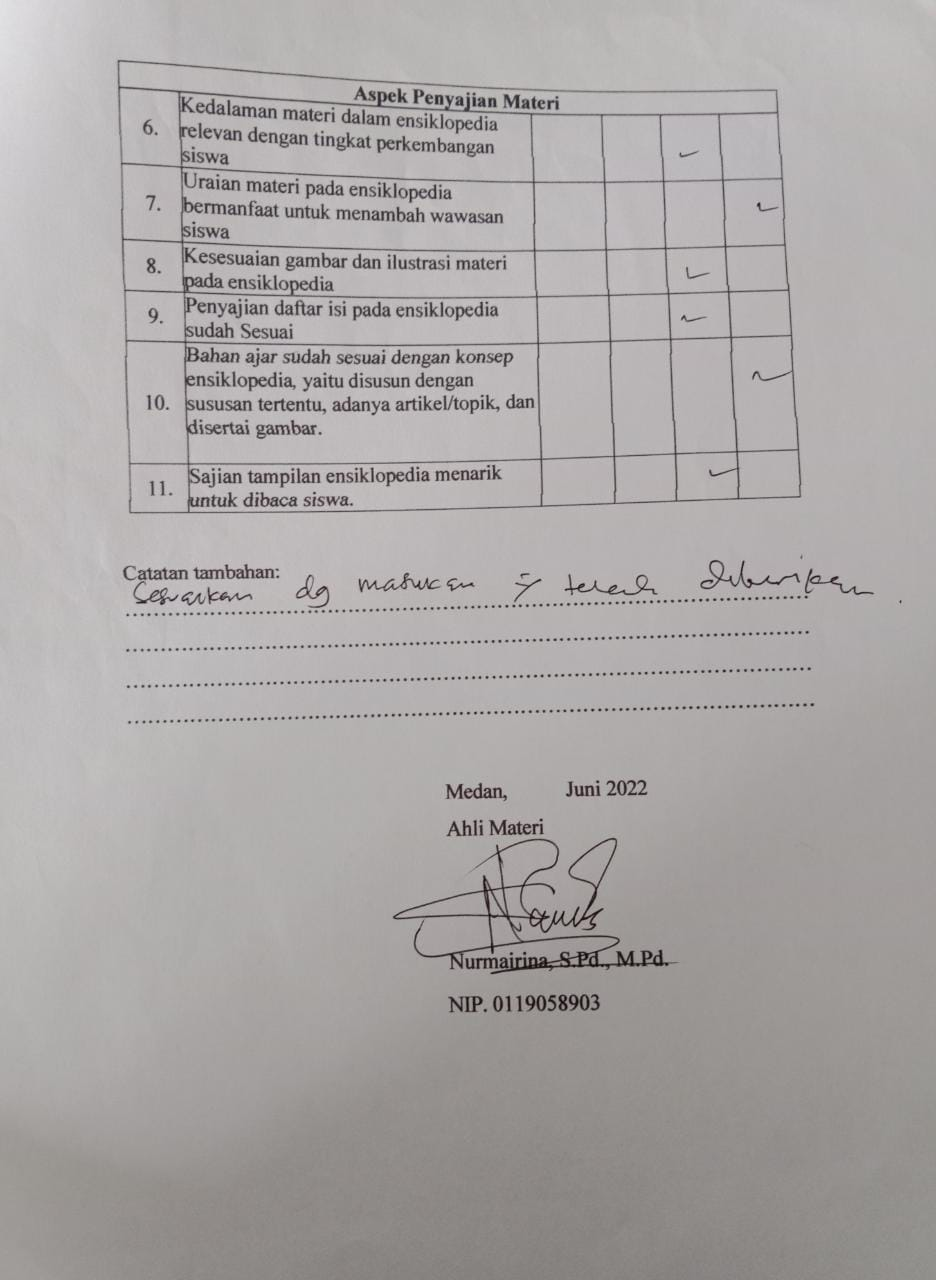 Aspek Penyajian Materi
6. Kedalaman materi dalam ensiklopedia
relevan dengan tingkat perkembangan
siswa
7. Uraian materi pada ensiklopedia
bermanfaat untuk menambah wawasan
siswa
8. Kesesuaian gambar dan ilustrasi materi
pada ensiklopedia
9. Penyajian daftar isi pada ensiklopedia
sudah Sesuai
10. Bahan ajar sudah sesuai dengan konsep
ensiklopedia, yaitu disusun dengan
sususan tertentu, adanya artikel/topik, dan
disertai gambar.
11. Sajian tampilan ensiklopedia menarik
untuk dibaca siswa.
Catatan tambahan:
Sesuaikan dg masukan yg telah diberikan.
Medan, Juni 2022
Ahli Materi
Nurmairina, S.Pd., M.Pd.
NIP. 0119058903